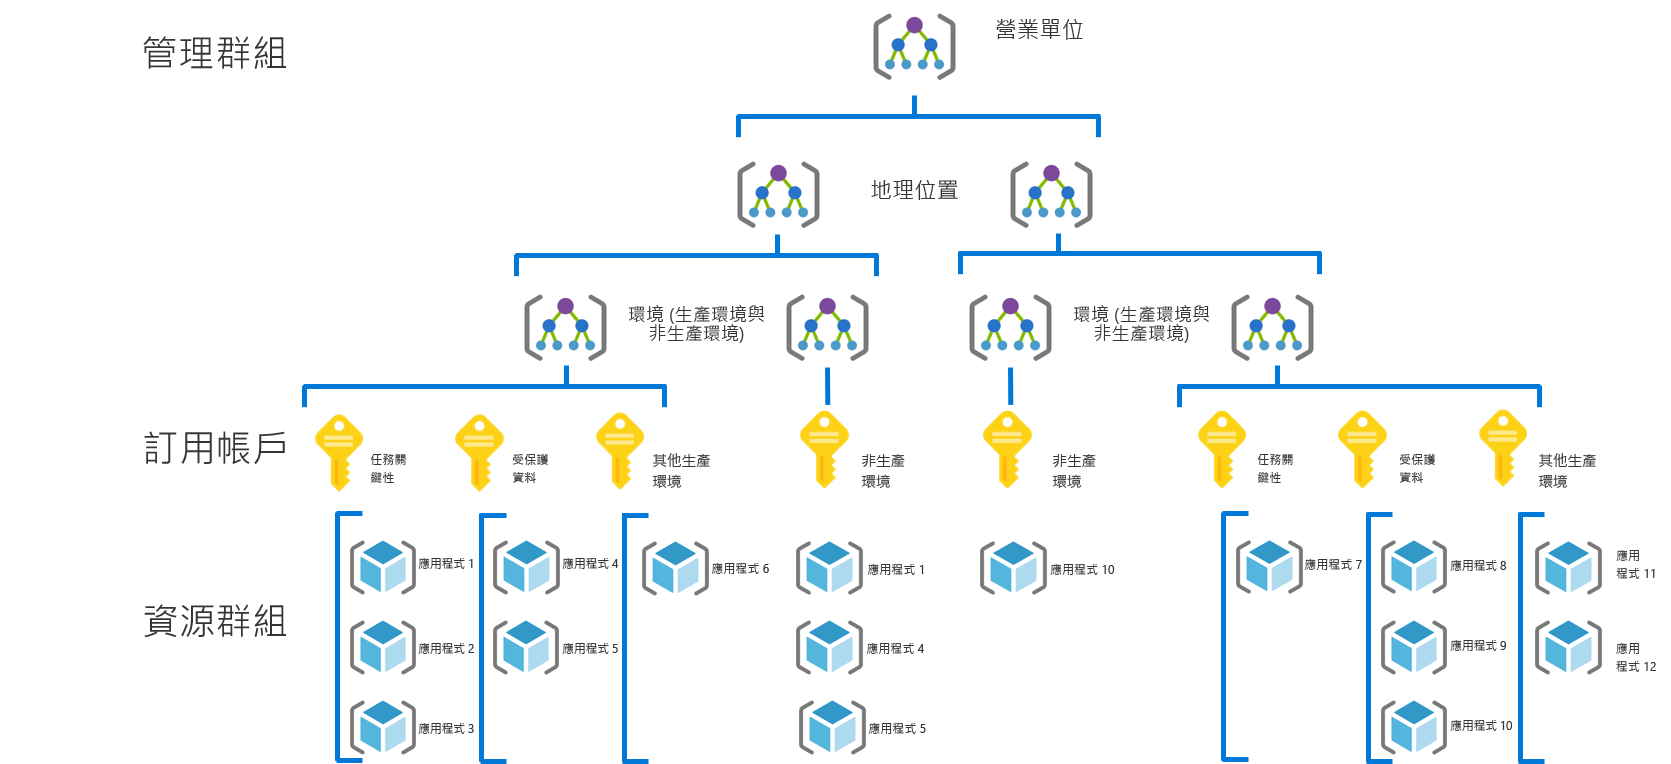 管理群組
營業單位
地理位置
環境 (生產環境與
非生產環境)
環境 (生產環境與
非生產環境)
訂用帳戶
任務關
鍵性
受保護
資料
其他生產
環境
非生產
環境
非生產
環境
任務關
鍵性
受保護
資料
其他生產
環境
資源群組
應用程式 1
應用程式 4
應用程式 6
應用程式 1
應用程式 10
應用程式 7
應用程式 8
應用
程式 11
應用程式 2
應用程式 5
應用程式 4
應用程式 9
應用
程式 12
應用程式 3
應用程式 5
應用程式 10